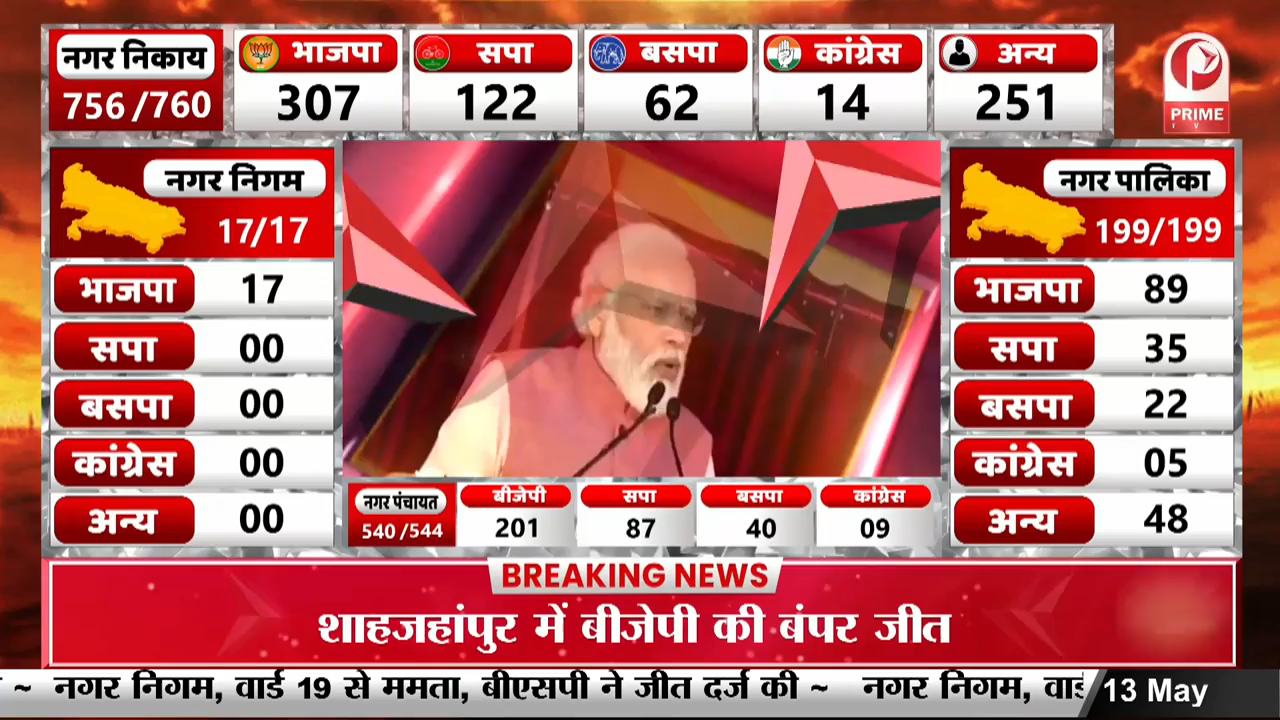 नगर निकाय
756 /760
भाजपा
307
सपा
122
बसपा
62
कांग्रेस
14
अन्य
251
PRIME
TV
नगर निगम
17/17
भाजपा 17
सपा 00
बसपा 00
कांग्रेस 00
अन्य 00
नगर पालिका
199/199
भाजपा 89
सपा 35
बसपा 22
कांग्रेस 05
अन्य 48
नगर पंचायत
540 /544
बीजेपी
201
सपा
87
बसपा
40
कांग्रेस
09
BREAKING NEWS
शाहजहांपुर में बीजेपी की बंपर जीत
~ नगर निगम, वार्ड 19 से ममता, बीएसपी ने जीत दर्ज की ~ नगर निगम,
13 May